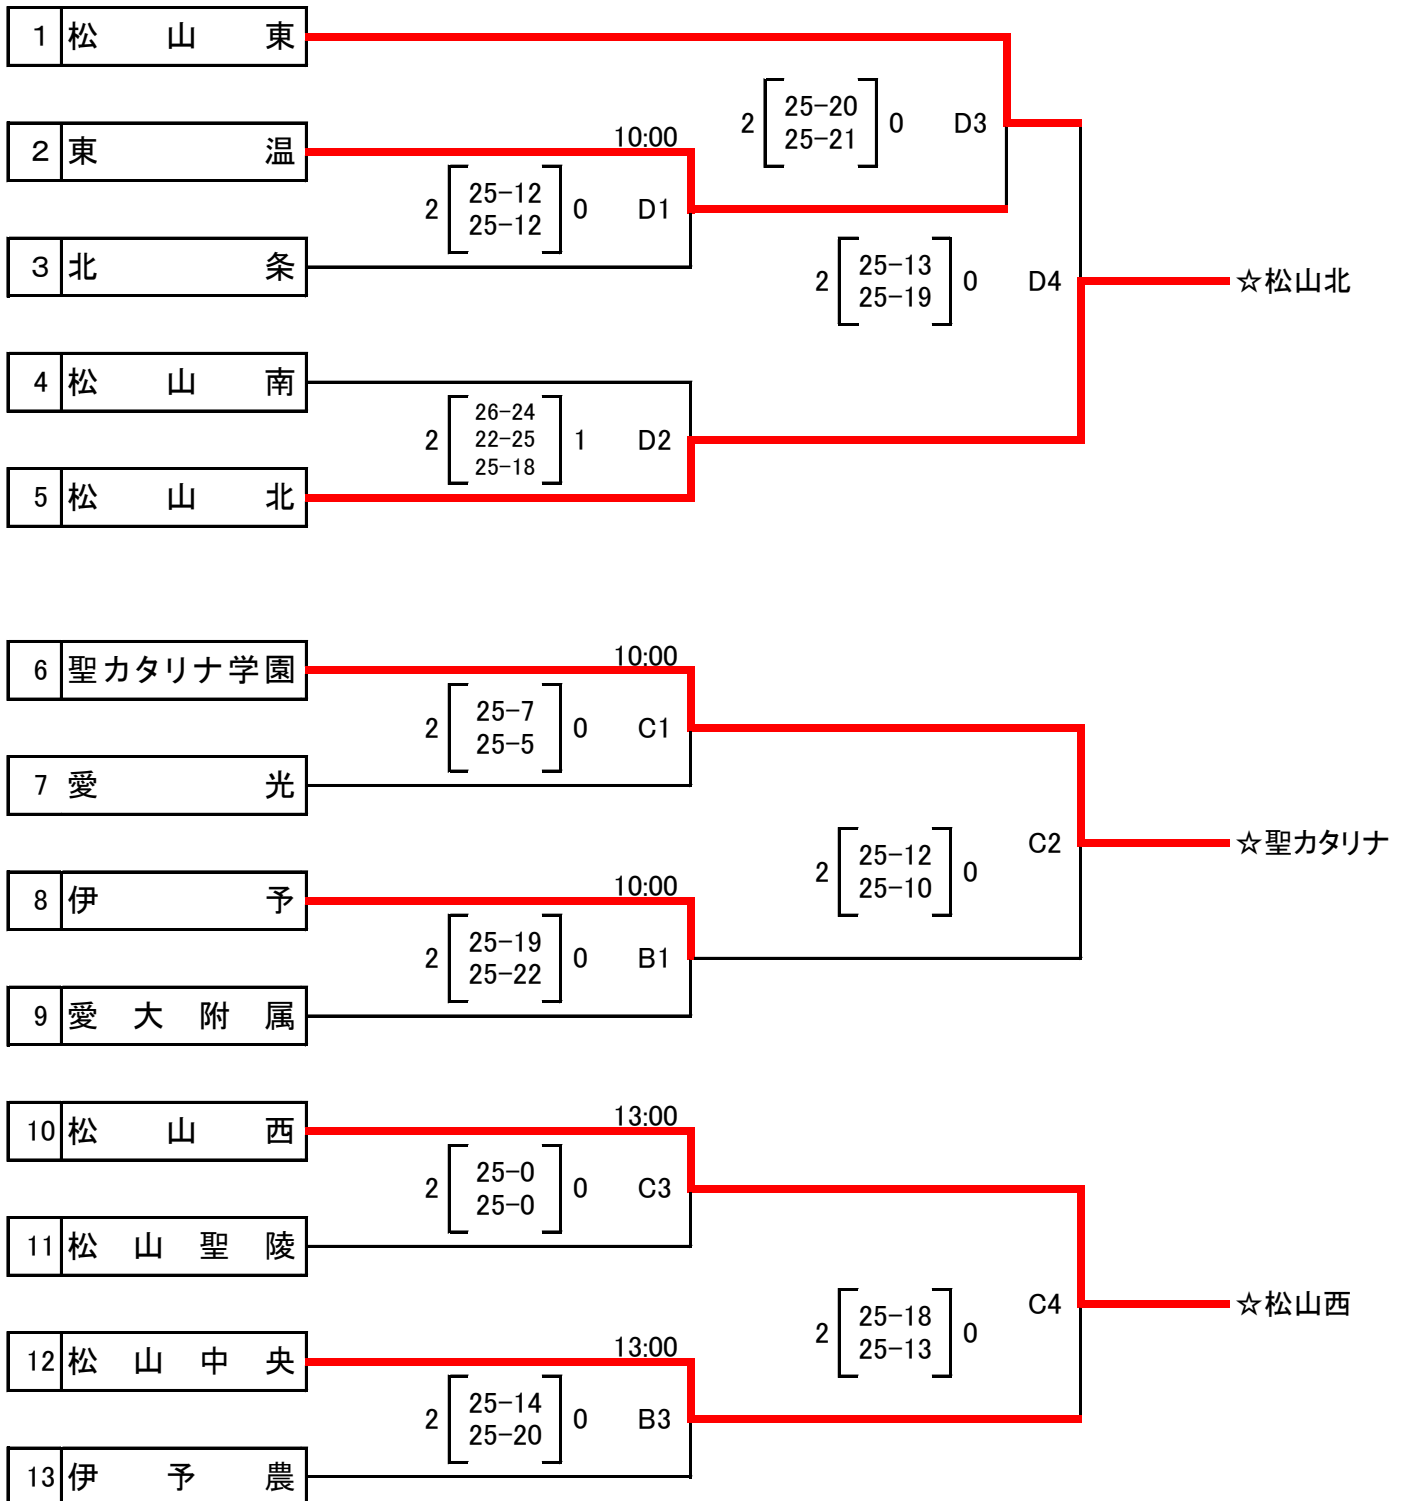 1 松山東
2 [ 25-20 25-21 ] 0 D3
2 東温
10:00
2 [ 25-12 25-12 ] 0 D1
3 北条
2 [ 25-13 25-19 ] 0 D4
☆松山北
4 松山南
2 [ 26-24 22-25 25-18 ] 1 D2
5 松山北
6 聖カタリナ学園
10:00
2 [ 25-7 25-5 ] 0 C1
7 愛光
2 [ 25-12 25-10 ] 0 C2
☆聖カタリナ
8 伊予
10:00
2 [ 25-19 25-22 ] 0 B1
9 愛大附属
10 松山西
13:00
2 [ 25-0 25-0 ] 0 C3
11 松山聖陵
2 [ 25-18 25-13 ] 0 C4
☆松山西
12 松山中央
13:00
2 [ 25-14 25-20 ] 0 B3
13 伊予農